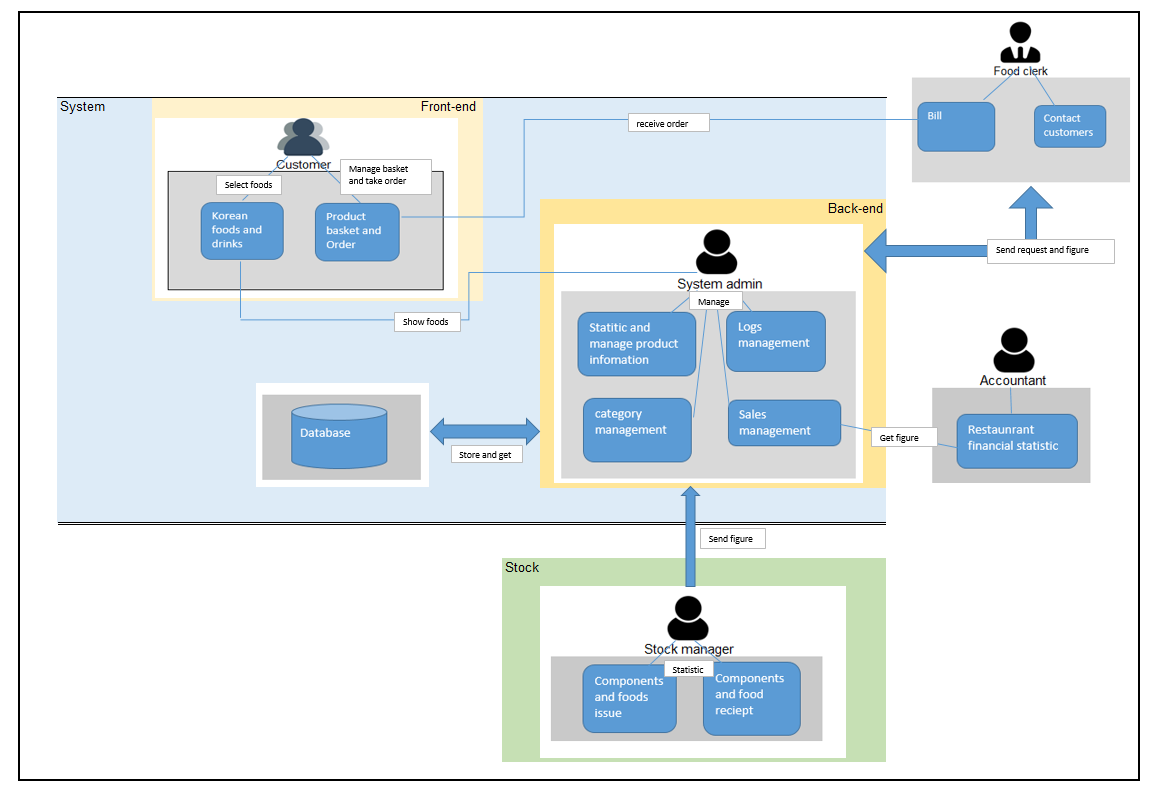 Food clerk
System
Front-end
Bill
Contact
customers
receive order
Customer
Manage basket
and take order
Select foods
Korean
foods and
drinks
Product
basket and
Order
Back-end
Send request and figure
System admin
Manage
Show foods
Statitic and
manage product
infomation
Logs
management
Accountant
Database
category
management
Sales
management
Get figure
Restaunrant
financial statistic
Store and get
Send figure
Stock
Stock manager
Statistic
Components
and foods
issue
Components
and food
reciept